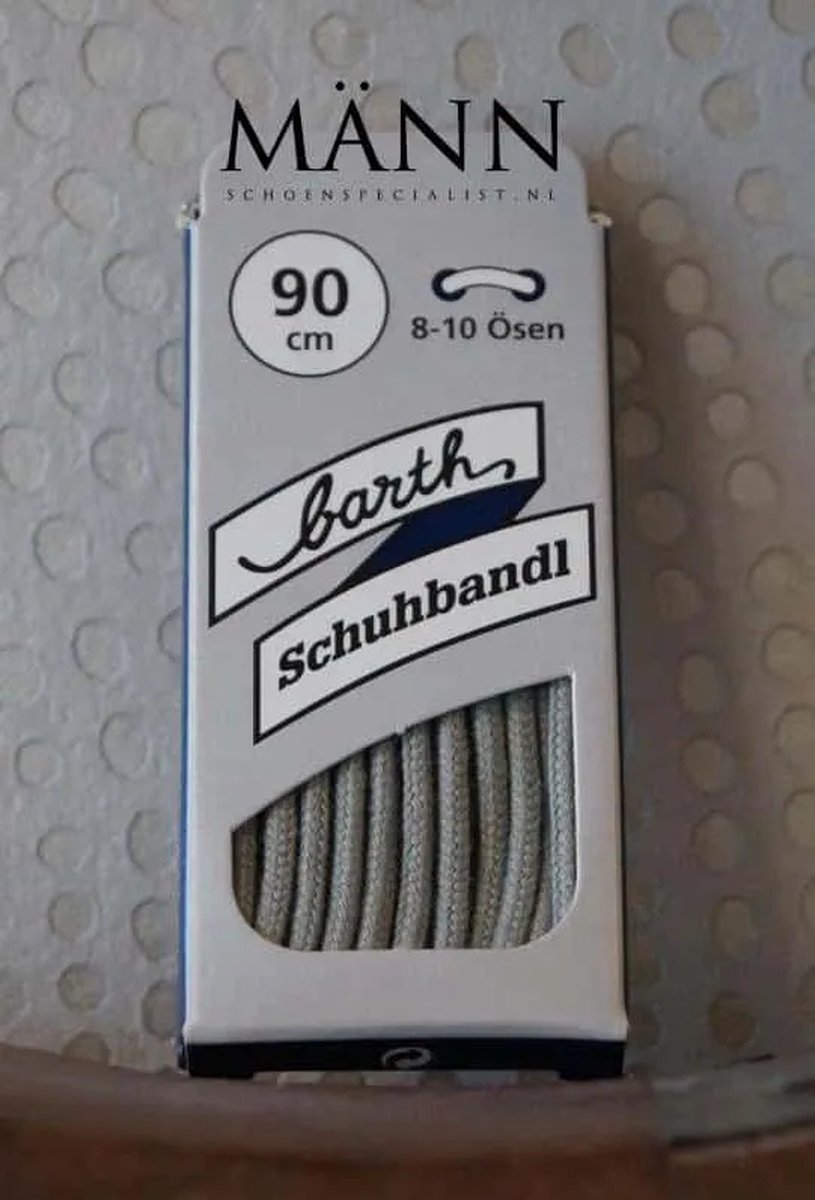 MÄNN
SCHOENSPECIALIST.NL
90
cm
8-10 Ösen
barth
Schuhbandl